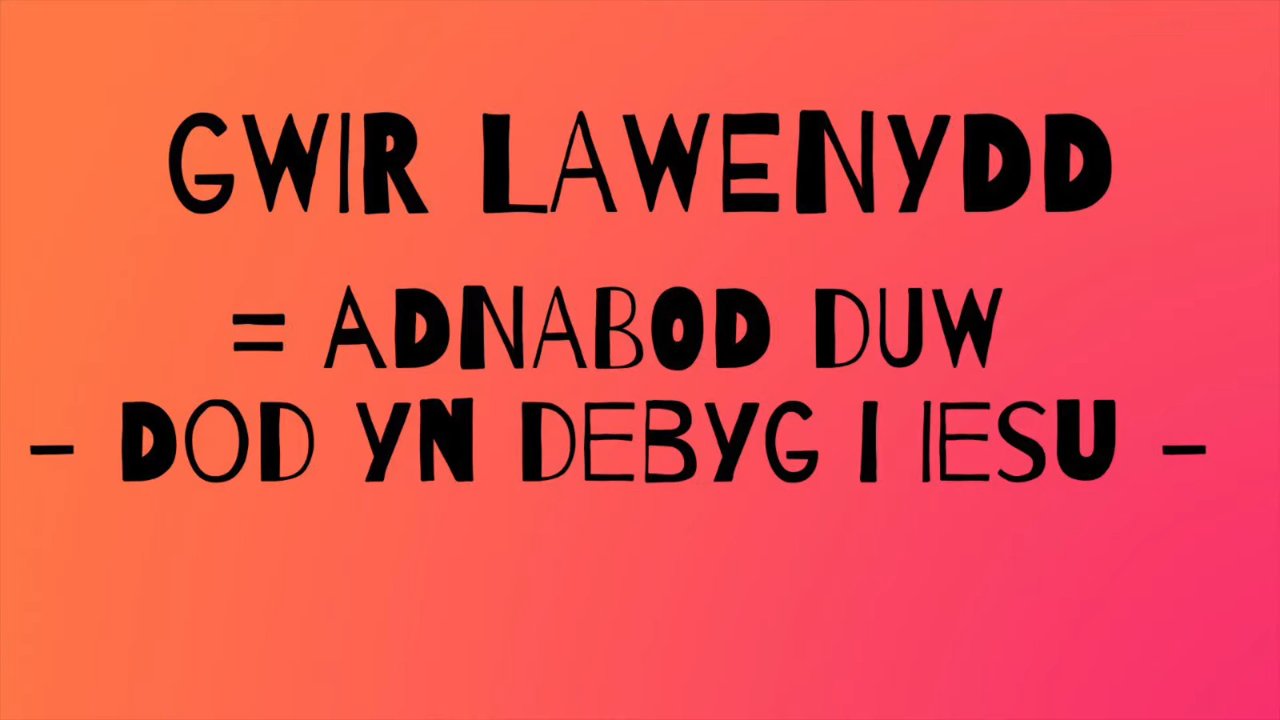 GWIR LAWENYDD
= ADNABOD DUW
- DOD YN DEBYG I IESU -